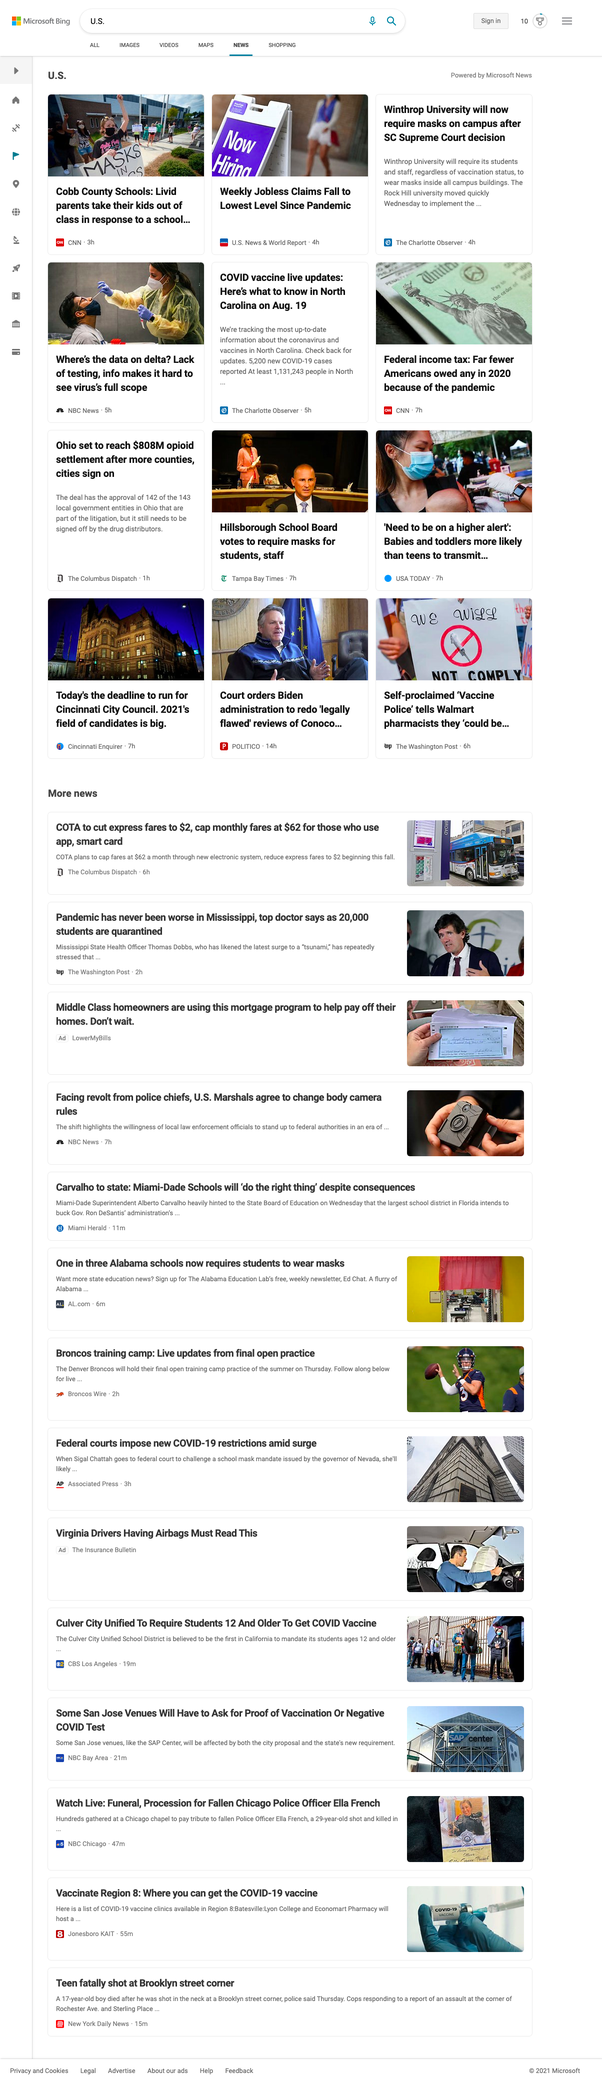 Microsoft Bing
U.S.
Sign in
10
ALL
IMAGES
VIDEOS
MAPS
NEWS
SHOPPING
U.S.
Powered by Microsoft News
MASKS
IN
Cobb County Schools: Livid
parents take their kids out of
class in response to a school...
CNN · 3h
Now
Hiring
Weekly Jobless Claims Fall to
Lowest Level Since Pandemic
U.S. News & World Report · 4h
Winthrop University will now
require masks on campus after
SC Supreme Court decision
Winthrop University will require its students
and staff, regardless of vaccination status, to
wear masks inside all campus buildings. The
Rock Hill university moved quickly
Wednesday to implement the ...
The Charlotte Observer · 4h
Where's the data on delta? Lack
of testing, info makes it hard to
see virus's full scope
NBC News · 5h
COVID vaccine live updates:
Here's what to know in North
Carolina on Aug. 19
We're tracking the most up-to-date
information about the coronavirus and
vaccines in North Carolina. Check back for
updates. 5,200 new COVID-19 cases
reported At least 1,131,243 people in North
...
The Charlotte Observer · 5h
United
Federal income tax: Far fewer
Americans owed any in 2020
because of the pandemic
CNN · 7h
Ohio set to reach $808M opioid
settlement after more counties,
cities sign on
The deal has the approval of 142 of the 143
local government entities in Ohio that are
part of the litigation, but it still needs to be
signed off by the drug distributors.
The Columbus Dispatch · 1h
Hillsborough School Board
votes to require masks for
students, staff
Tampa Bay Times · 7h
'Need to be on a higher alert':
Babies and toddlers more likely
than teens to transmit...
USA TODAY · 7h
Today's the deadline to run for
Cincinnati City Council. 2021's
field of candidates is big.
Cincinnati Enquirer · 7h
Court orders Biden
administration to redo 'legally
flawed' reviews of Conoco...
POLITICO · 14h
WE WILL
NOT COMPLY
Self-proclaimed 'Vaccine
Police' tells Walmart
pharmacists they 'could be...
The Washington Post · 6h
More news
COTA to cut express fares to $2, cap monthly fares at $62 for those who use
app, smart card
COTA plans to cap fares at $62 a month through new electronic system, reduce express fares to $2 beginning this fall.
The Columbus Dispatch · 6h
Pandemic has never been worse in Mississippi, top doctor says as 20,000
students are quarantined
Mississippi State Health Officer Thomas Dobbs, who has likened the latest surge to a "tsunami," has repeatedly
stressed that ...
The Washington Post · 2h
Middle Class homeowners are using this mortgage program to help pay off their
homes. Don't wait.
Ad LowerMyBills
Facing revolt from police chiefs, U.S. Marshals agree to change body camera
rules
The shift highlights the willingness of local law enforcement officials to stand up to federal authorities in an era of ...
NBC News · 7h
Carvalho to state: Miami-Dade Schools will 'do the right thing' despite consequences
Miami-Dade Superintendent Alberto Carvalho heavily hinted to the State Board of Education on Wednesday that the largest school district in Florida intends to
buck Gov. Ron DeSantis' administration's ...
Miami Herald · 11m
One in three Alabama schools now requires students to wear masks
Want more state education news? Sign up for The Alabama Education Lab's free, weekly newsletter, Ed Chat. A flurry of
Alabama ...
AL.com · 6m
Broncos training camp: Live updates from final open practice
The Denver Broncos will hold their final open training camp practice of the summer on Thursday. Follow along below
for live ...
Broncos Wire · 2h
Federal courts impose new COVID-19 restrictions amid surge
When Sigal Chattah goes to federal court to challenge a school mask mandate issued by the governor of Nevada, she'll
likely ...
AP Associated Press · 3h
Virginia Drivers Having Airbags Must Read This
Ad The Insurance Bulletin
Culver City Unified To Require Students 12 And Older To Get COVID Vaccine
The Culver City Unified School District is believed to be the first in California to mandate its students ages 12 and older
...
CBS Los Angeles · 19m
Some San Jose Venues Will Have to Ask for Proof of Vaccination Or Negative
COVID Test
Some San Jose venues, like the SAP Center, will be affected by both the city proposal and the state's new requirement.
NBC Bay Area · 21m
SAP center
Watch Live: Funeral, Procession for Fallen Chicago Police Officer Ella French
Hundreds gathered at a Chicago chapel to pay tribute to fallen Police Officer Ella French, a 29-year-old shot and killed in
...
NBC Chicago · 47m
Vaccinate Region 8: Where you can get the COVID-19 vaccine
Here is a list of COVID-19 vaccine clinics available in Region 8:Batesville:Lyon College and Economart Pharmacy will
host a ...
Jonesboro KAIT · 55m
COVID-19
Teen fatally shot at Brooklyn street corner
A 17-year-old boy died after he was shot in the neck at a Brooklyn street corner, police said Thursday. Cops responding to a report of an assault at the corner of
Rochester Ave. and Sterling Place ...
New York Daily News · 15m
Privacy and Cookies
Legal
Advertise
About our ads
Help
Feedback
© 2021 Microsoft